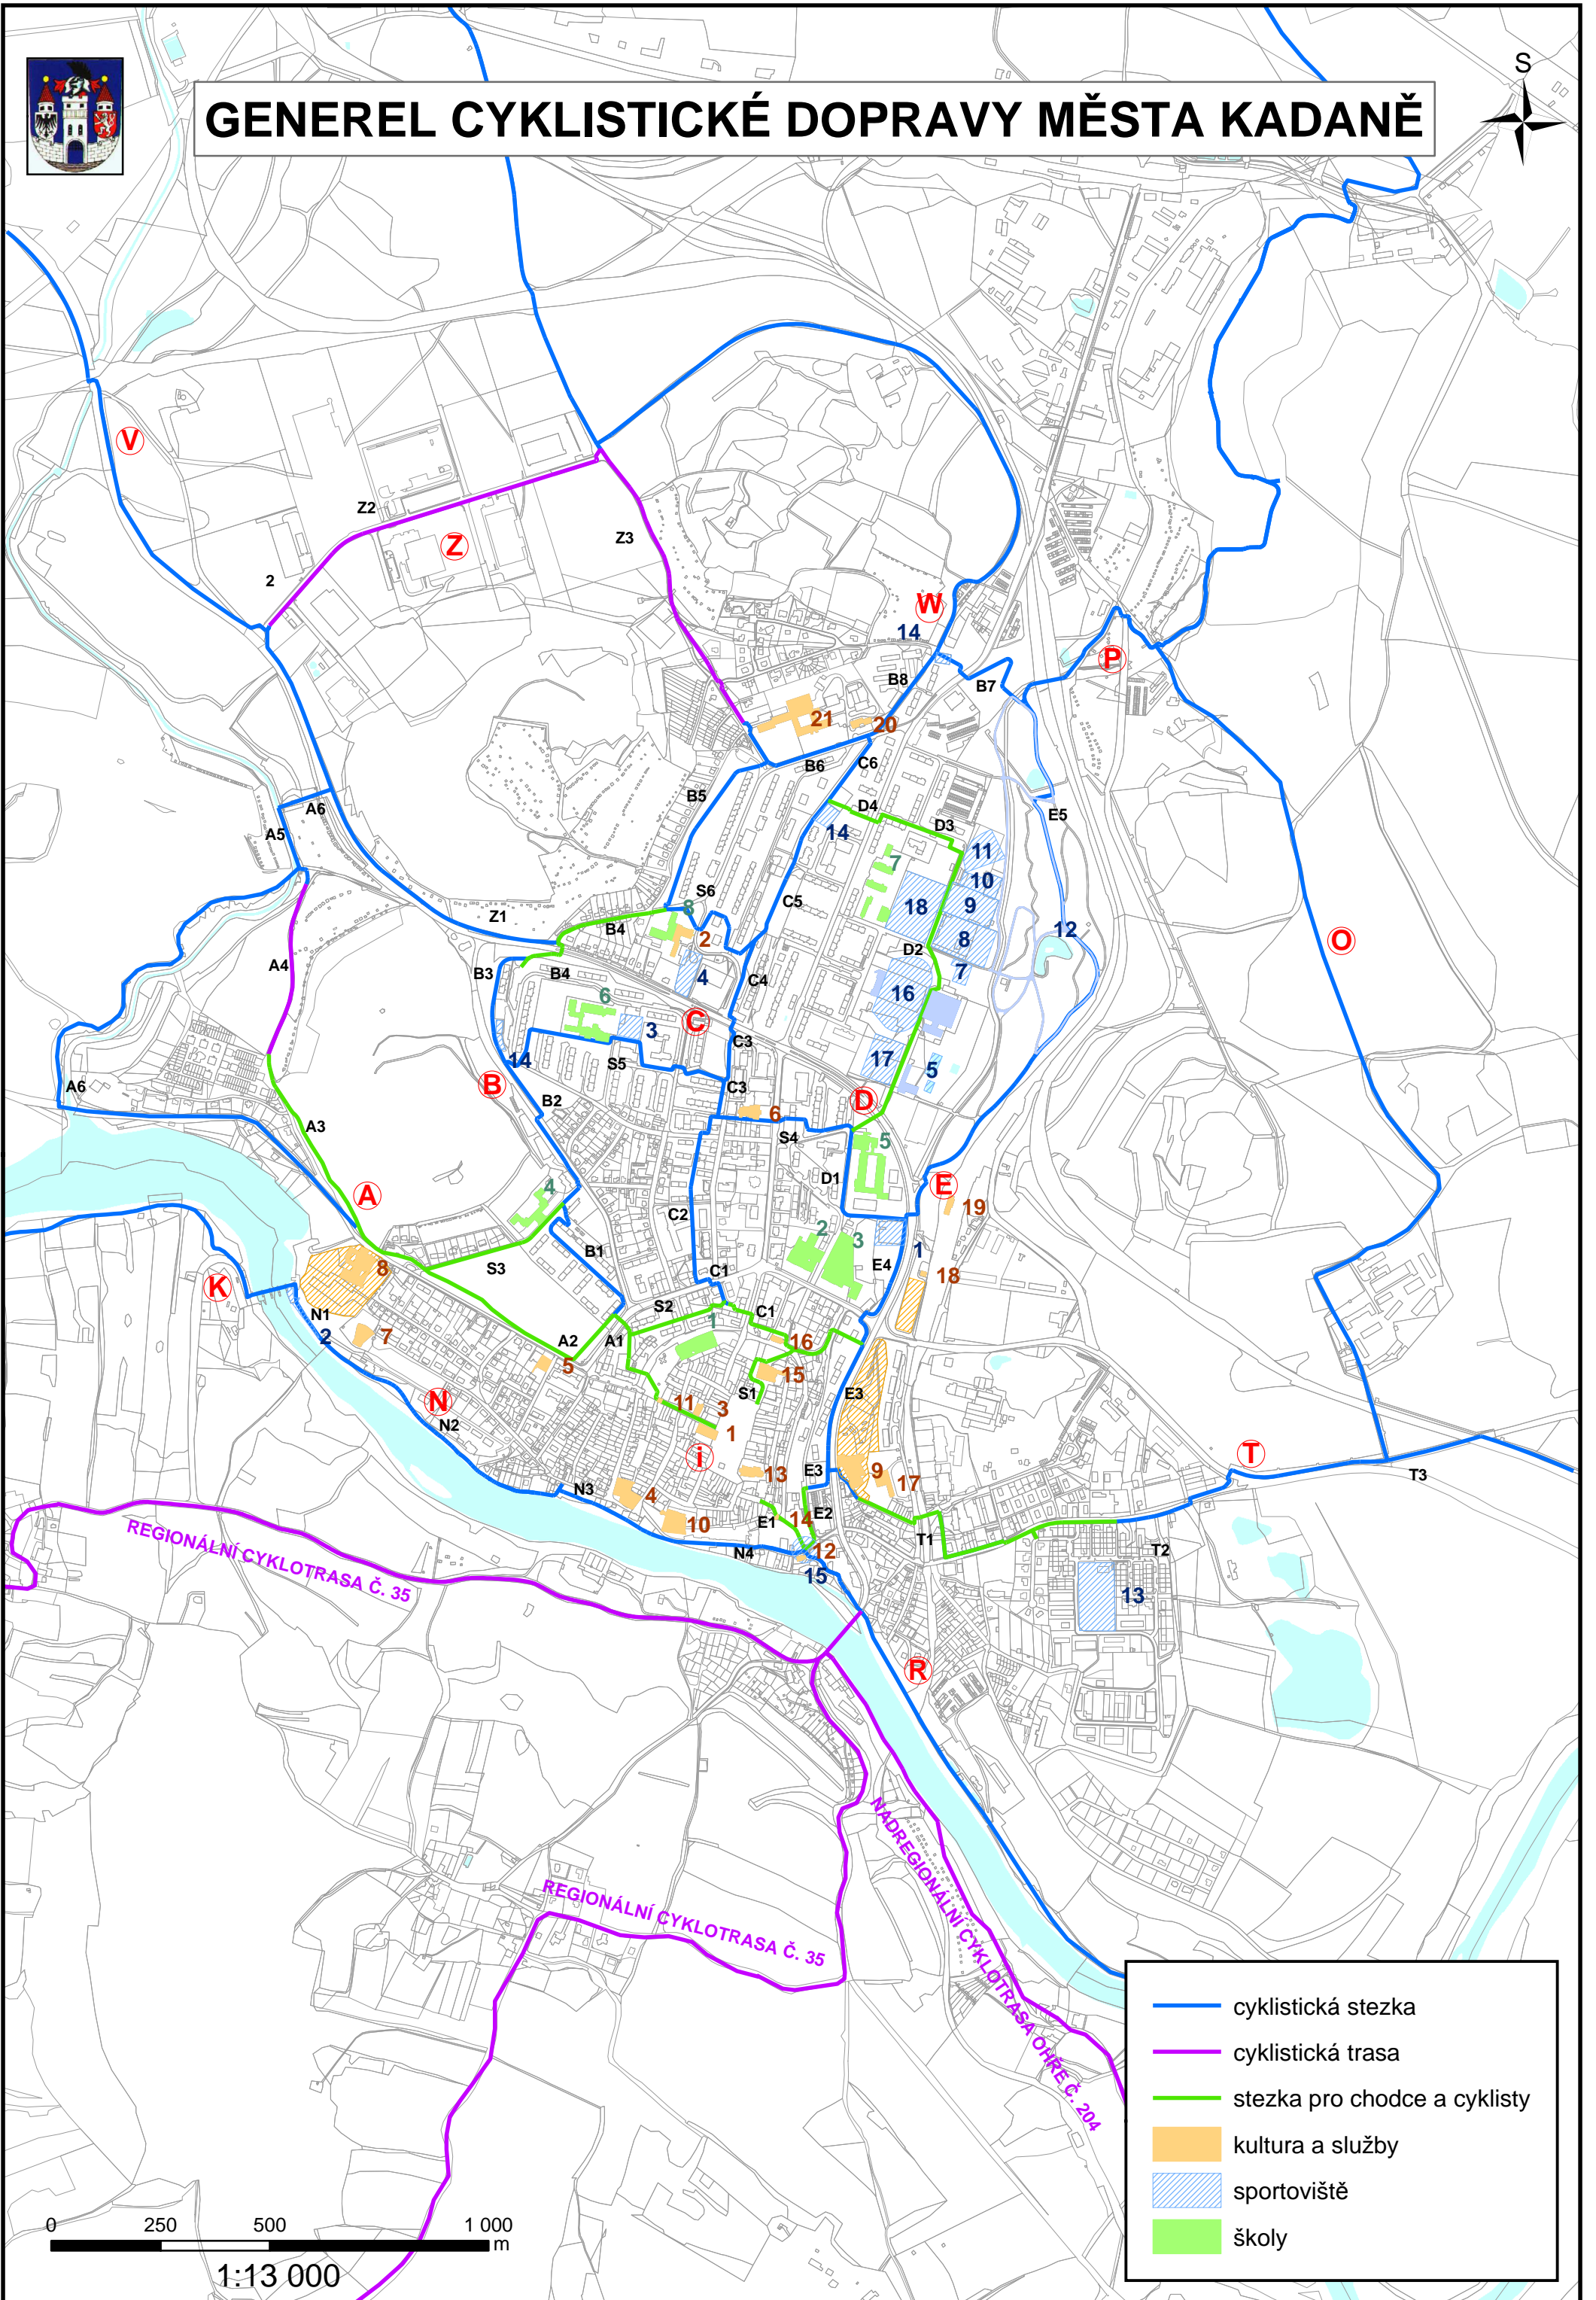 S
GENEREL CYKLISTICKÉ DOPRAVY MĚSTA KADANĚ
V
Z2
Z
Z3
2
W
14
P
B8
B7
21
20
C6
B6
B5
A6
A5
D4
E5
14
D3
11
7
10
S6
C5
18
9
8
Z1
B4
2
8
12
O
D2
A4
B3
B4
4
C4
7
16
6
C
3
C3
14
S5
17
5
B
C3
A6
B2
D
6
A3
S4
5
D1
4
A
E
19
C2
2
3
1
B1
E4
S3
8
C1
18
K
N1
S2
C1
2
7
1
A2
A1
16
5
15
S1
E3
N
11
3
N2
1
i
T
13
E3
9
17
T3
N3
4
10
E1
14
E2
T1
REGIONÁLNÍ CYKLOTRASA Č. 35
N4
12
T2
15
13
R
NADREGIONÁLNÍ CYKLOTRASA OHŘE Č. 204
REGIONÁLNÍ CYKLOTRASA Č. 35
cyklistická stezka
cyklistická trasa
stezka pro chodce a cyklisty
kultura a služby
sportoviště
školy
0 250 500 1 000
m
1:13 000